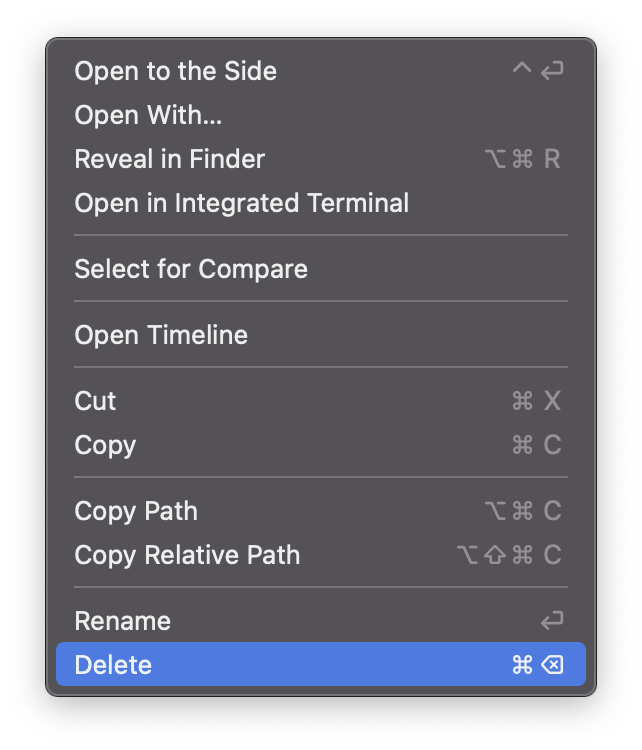 Open to the Side ⌃ ↩
Open With...
Reveal in Finder ⌥⌘ R
Open in Integrated Terminal
Select for Compare
Open Timeline
Cut ⌘ X
Copy ⌘ C
Copy Path ⌥⌘ C
Copy Relative Path ⌥⇧⌘ C
Rename ↩
Delete ⌘ ⌫